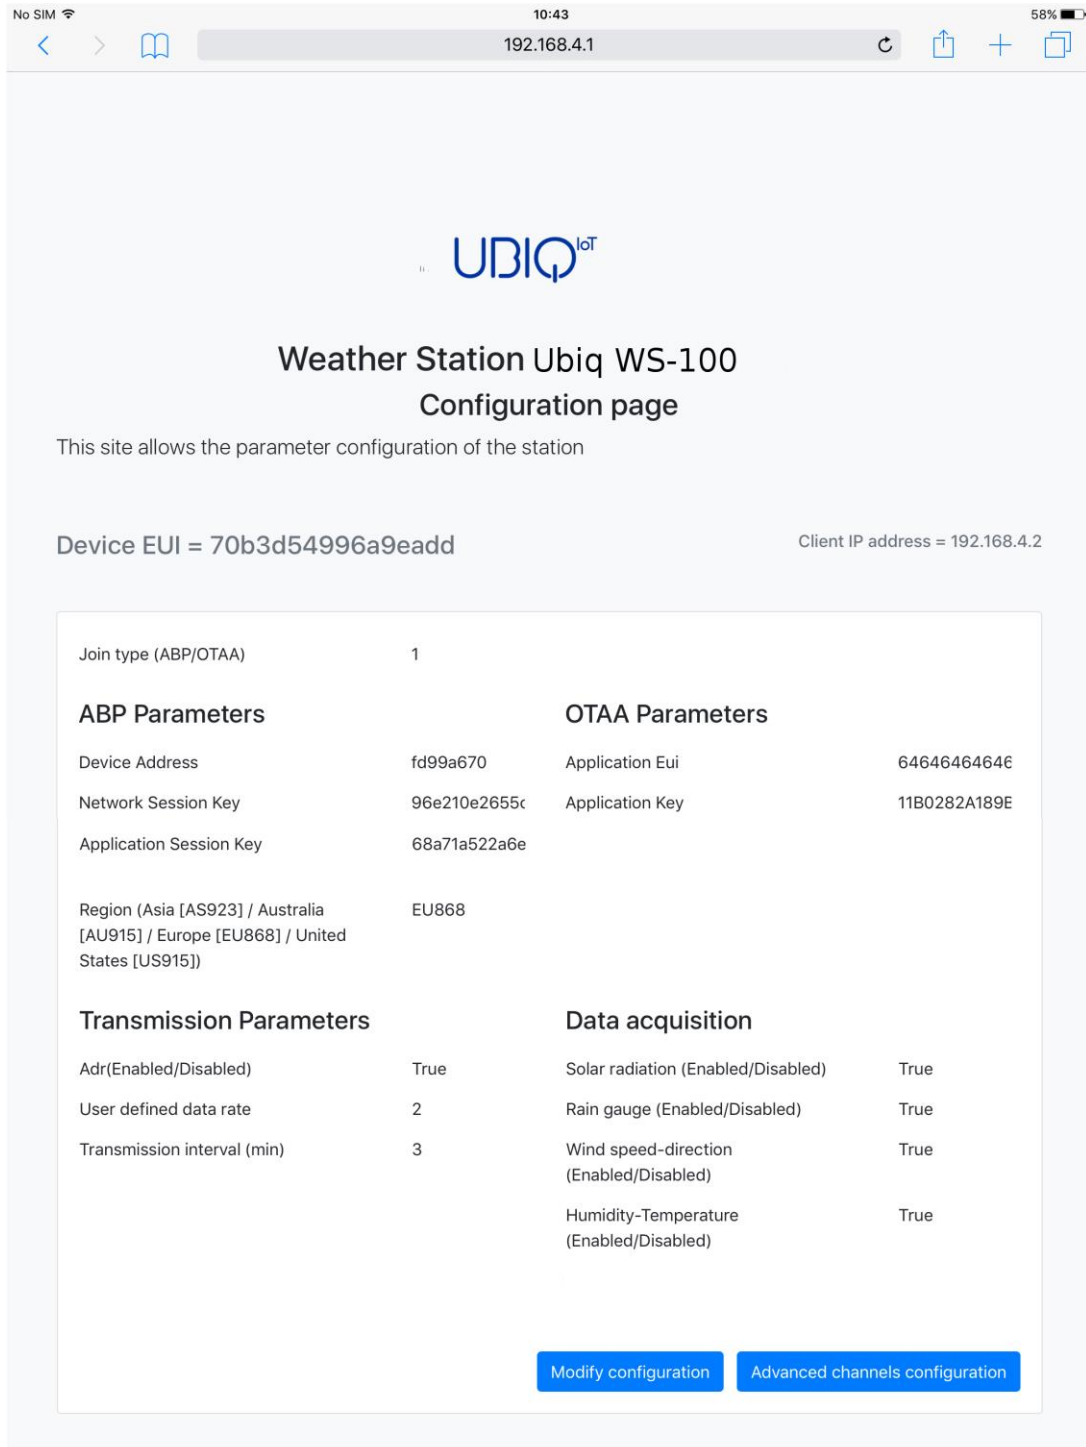 No SIM 10:43 58%
192.168.4.1
UBIQ IoT
Weather Station Ubiq WS-100
Configuration page
This site allows the parameter configuration of the station
Device EUI = 70b3d54996a9eadd
Client IP address = 192.168.4.2
Join type (ABP/OTAA) 1
ABP Parameters
Device Address fd99a670
Network Session Key 96e210e2655c
Application Session Key 68a71a522a6e
OTAA Parameters
Application Eui 64646464646
Application Key 11B0282A189E
Region (Asia [AS923] / Australia EU868
[AU915] / Europe [EU868] / United
States [US915])
Transmission Parameters
Adr(Enabled/Disabled) True
User defined data rate 2
Transmission interval (min) 3
Data acquisition
Solar radiation (Enabled/Disabled) True
Rain gauge (Enabled/Disabled) True
Wind speed-direction True
(Enabled/Disabled)
Humidity-Temperature True
(Enabled/Disabled)
Modify configuration
Advanced channels configuration